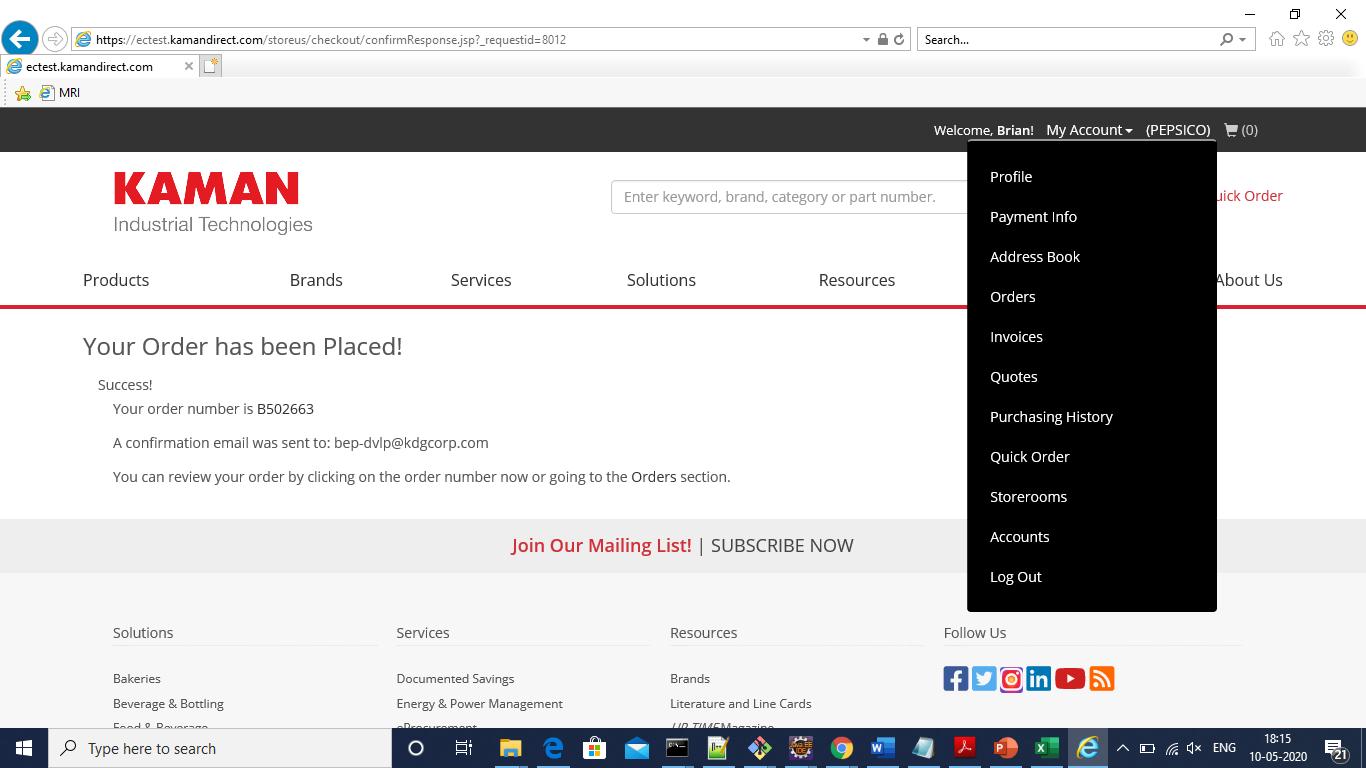 https://ectest.kamandirect.com/storeus/checkout/confirmResponse.jsp?_requestid=8012
Search...
ectest.kamandirect.com
MRI
Welcome, Brian! My Account (PEPSICO) (0)
KAMAN
Industrial Technologies
Enter keyword, brand, category or part number.
uick Order
Products Brands Services Solutions Resources About Us
Profile
Payment Info
Address Book
Orders
Invoices
Quotes
Purchasing History
Quick Order
Storerooms
Accounts
Log Out
Your Order has been Placed!
Success!
Your order number is B502663
A confirmation email was sent to: bep-dvlp@kdgcorp.com
You can review your order by clicking on the order number now or going to the Orders section.
Join Our Mailing List! | SUBSCRIBE NOW
Solutions Services Resources Follow Us
Bakeries Documented Savings Brands
Beverage & Bottling Energy & Power Management Literature and Line Cards
Food & Beverage eProcurement UP TIME Magazine
Type here to search
ENG
18:15
10-05-2020
21